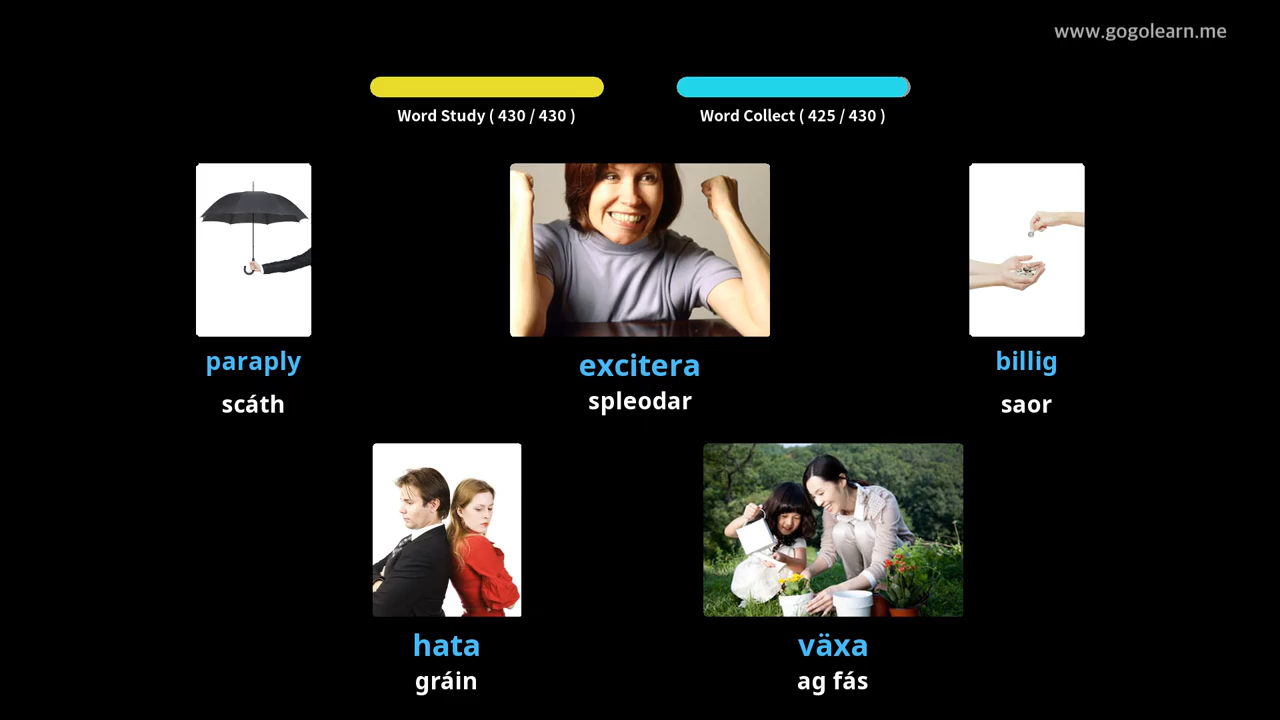 www.gogolearn.me
Word Study ( 430 / 430 )
Word Collect ( 425 / 430 )
paraply
scáth
excitera
spleodar
billig
saor
hata
gráin
växa
ag fás